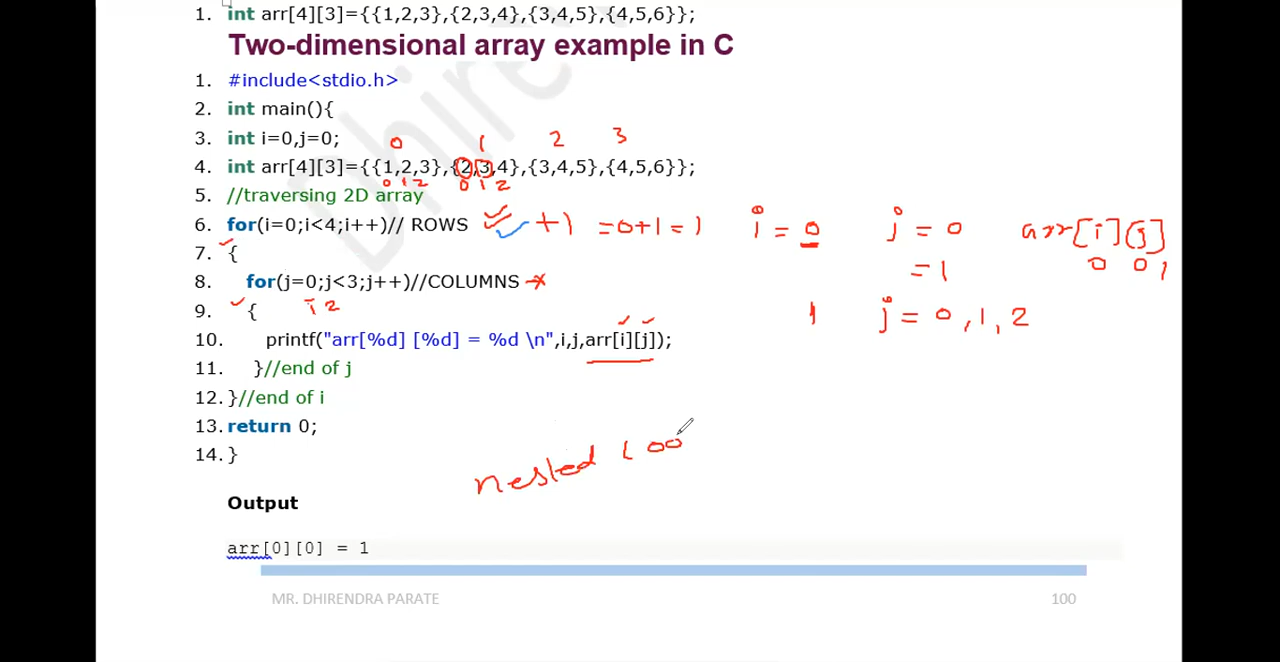 1. int arr[4][3]={{1,2,3},{2,3,4},{3,4,5},{4,5,6}};
Two-dimensional array example in C
1. #include<stdio.h>
2. int main(){
3. int i=0,j=0;
0 1 2 3
4. int arr[4][3]={{1,2,3},{2,3,4},{3,4,5},{4,5,6}};
0 1 2 0 1 2
5. //traversing 2D array
6. for(i=0;i<4;i++)// ROWS +1 =0+1=1 i = 0 j = 0 arr[i][j]
7. {
= 1 0 0 1
8. for(j=0;j<3;j++)//COLUMNS
9. {
1 j = 0, 1, 2
10. printf("arr[%d] [%d] = %d \n",i,j,arr[i][j]);
11. }//end of j
12. }//end of i
13. return 0;
14. }
nested Loo
Output
arr[0][0] = 1
MR. DHIRENDRA PARATE 100
Dhire